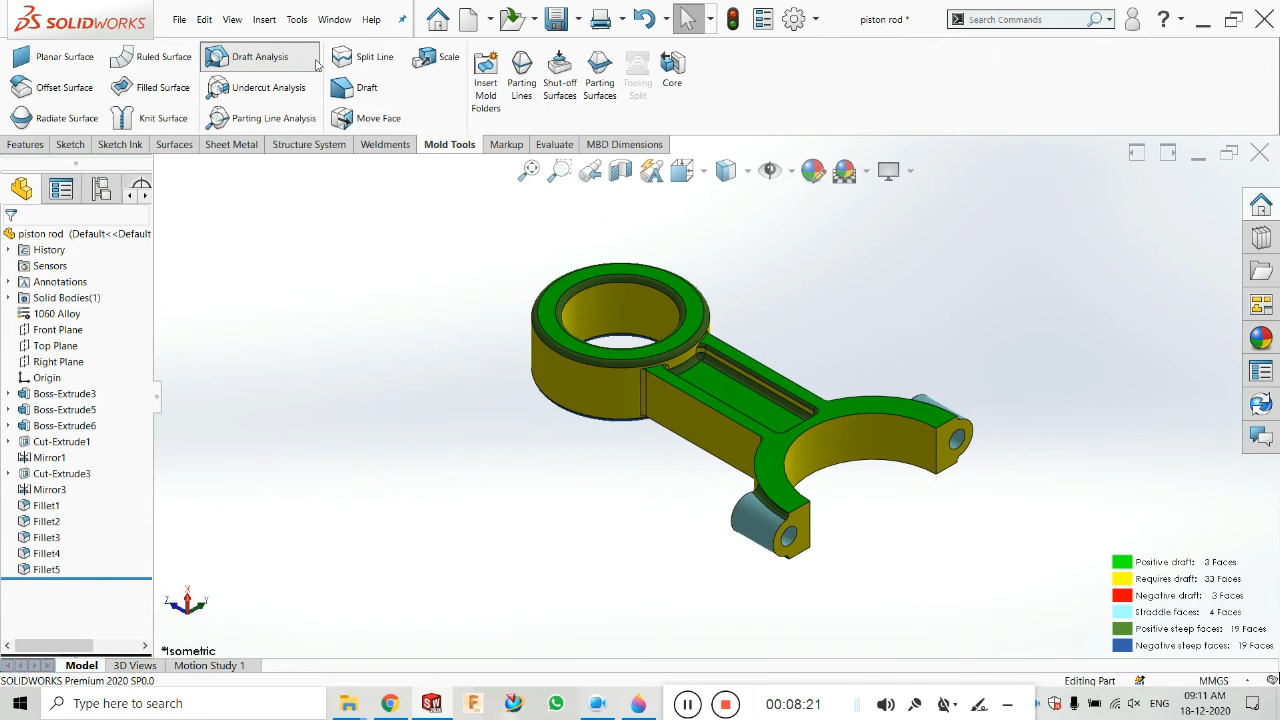 SOLIDWORKS File Edit View Insert Tools Window Help piston rod * Search Commands
Planar Surface Ruled Surface Draft Analysis Split Line Scale
Offset Surface Filled Surface Undercut Analysis Draft
Radiate Surface Knit Surface Parting Line Analysis Move Face
Insert Mold Folders
Parting Lines
Shut-off Surfaces
Parting Surfaces
Tooling Split
Core
Features Sketch Sketch Ink Surfaces Sheet Metal Structure System Weldments Mold Tools Markup Evaluate MBD Dimensions
piston rod (Default<<Default
History
Sensors
Annotations
Solid Bodies(1)
1060 Alloy
Front Plane
Top Plane
Right Plane
Origin
Boss-Extrude3
Boss-Extrude5
Boss-Extrude6
Cut-Extrude1
Mirror1
Cut-Extrude3
Mirror3
Fillet1
Fillet2
Fillet3
Fillet4
Fillet5
X
Z Y
*Isometric
Positive draft: 3 Faces
Requires draft: 33 Faces
Negative draft: 3 Faces
Straddle faces: 4 Faces
Positive steep faces: 19 Faces
Negative steep faces: 19 Faces
Model 3D Views Motion Study 1
SOLIDWORKS Premium 2020 SP0.0 Editing Part MMGS
Type here to search 00:08:21 ENG 09:11 AM
18-12-2020